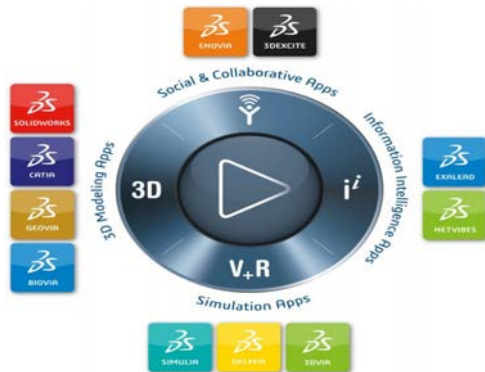 ENOVIA
3DEXCITE
Social & Collaborative Apps
SOLIDWORKS
CATIA
GEOVIA
BIOVIA
3D Modeling Apps
3D
i i
Information Intelligence Apps
EXALEAD
NETVIBES
V+R
Simulation Apps
SIMULIA
DELMIA
3DVIA